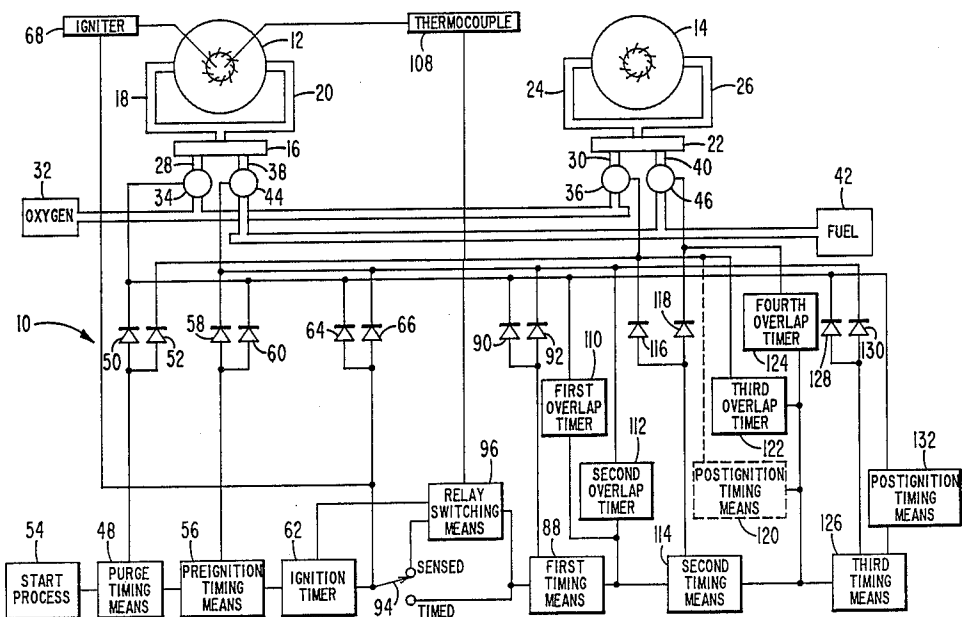 68
IGNITER
12
THERMOCOUPLE
108
14
18
20
24
26
16
22
28
38
30
40
32
34
44
36
46
42
OXYGEN
FUEL
10
50
52
58
60
64
66
90
92
110
116
118
FOURTH
OVERLAP
TIMER
124
128
130
FIRST
OVERLAP
TIMER
112
THIRD
OVERLAP
TIMER
122
96
SECOND
OVERLAP
TIMER
132
RELAY
SWITCHING
MEANS
POSTIGNITION
TIMING
MEANS
120
POSTIGNITION
TIMING
MEANS
54
48
56
62
88
114
126
START
PROCESS
PURGE
TIMING
MEANS
PREIGNITION
TIMING
MEANS
IGNITION
TIMER
94
SENSED
TIMED
FIRST
TIMING
MEANS
SECOND
TIMING
MEANS
THIRD
TIMING
MEANS